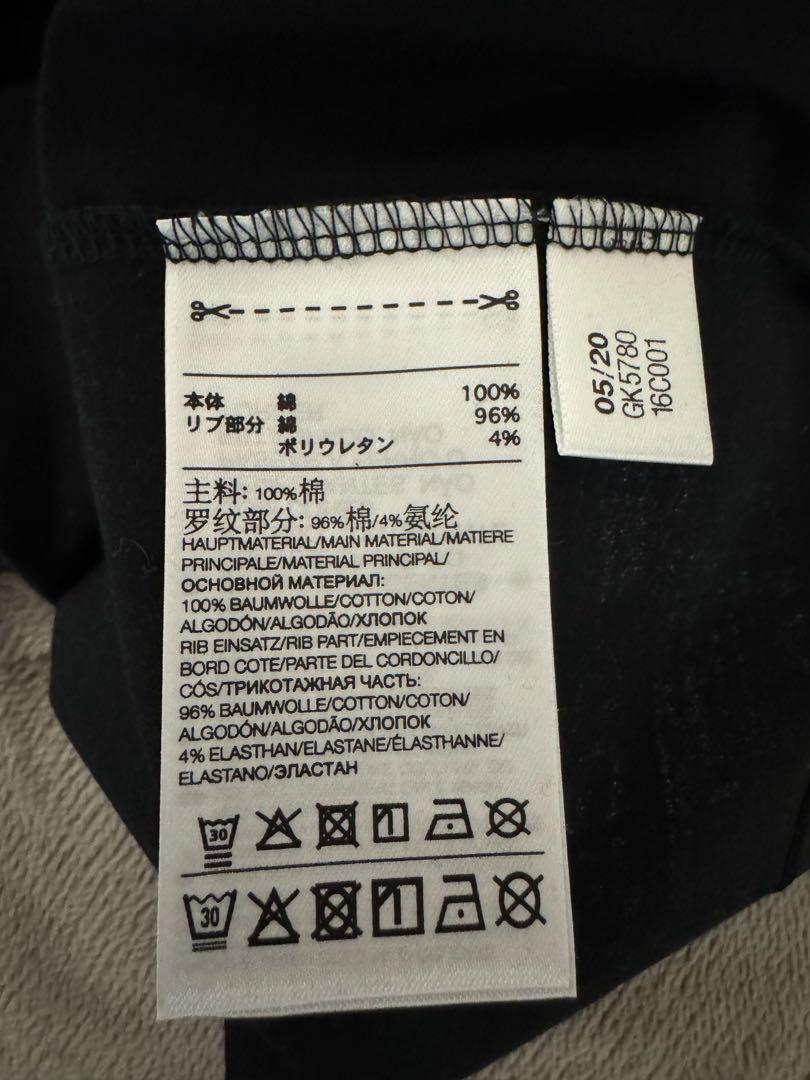 本体 綿 100%
リブ部分 綿 96%
ポリウレタン 4%
主料: 100%棉
罗纹部分: 96%棉/4%氨纶
HAUPTMATERIAL/MAIN MATERIAL/MATIERE
PRINCIPALE/MATERIAL PRINCIPAL/
ОСНОВНОЙ МАТЕРИАЛ:
100% BAUMWOLLE/COTTON/COTON/
ALGODÓN/ALGODÃO/ХЛОПОК
RIB EINSATZ/RIB PART/EMPIECEMENT EN
BORD COTE/PARTE DEL CORDONCILLO/
CÓS/ТРИКОТАЖНАЯ ЧАСТЬ:
96% BAUMWOLLE/COTTON/COTON/
ALGODÓN/ALGODÃO/ХЛОПОК
4% ELASTHAN/ELASTANE/ÉLASTHANNE/
ELASTANO/ЭЛАСТАН
30
30
05/20
GK5780
16C001